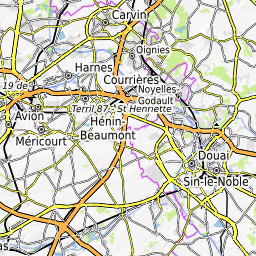 Carvin
Oignies
Harnes
Courrières
Noyelles-
Godault
19 de
Terril 87 - St Henriette
Avion
Hénin-
Beaumont
Méricourt
Douai
Sin-le-Noble
as